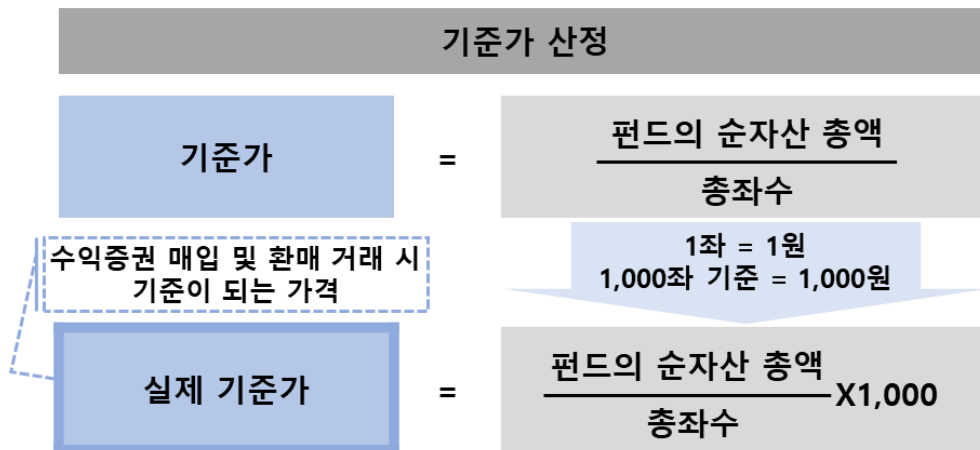 기준가 산정
기준가
=
펀드의 순자산 총액
총좌수
수익증권 매입 및 환매 거래 시
기준이 되는 가격
1좌 = 1원
1,000좌 기준 = 1,000원
실제 기준가
=
펀드의 순자산 총액
총좌수
X1,000